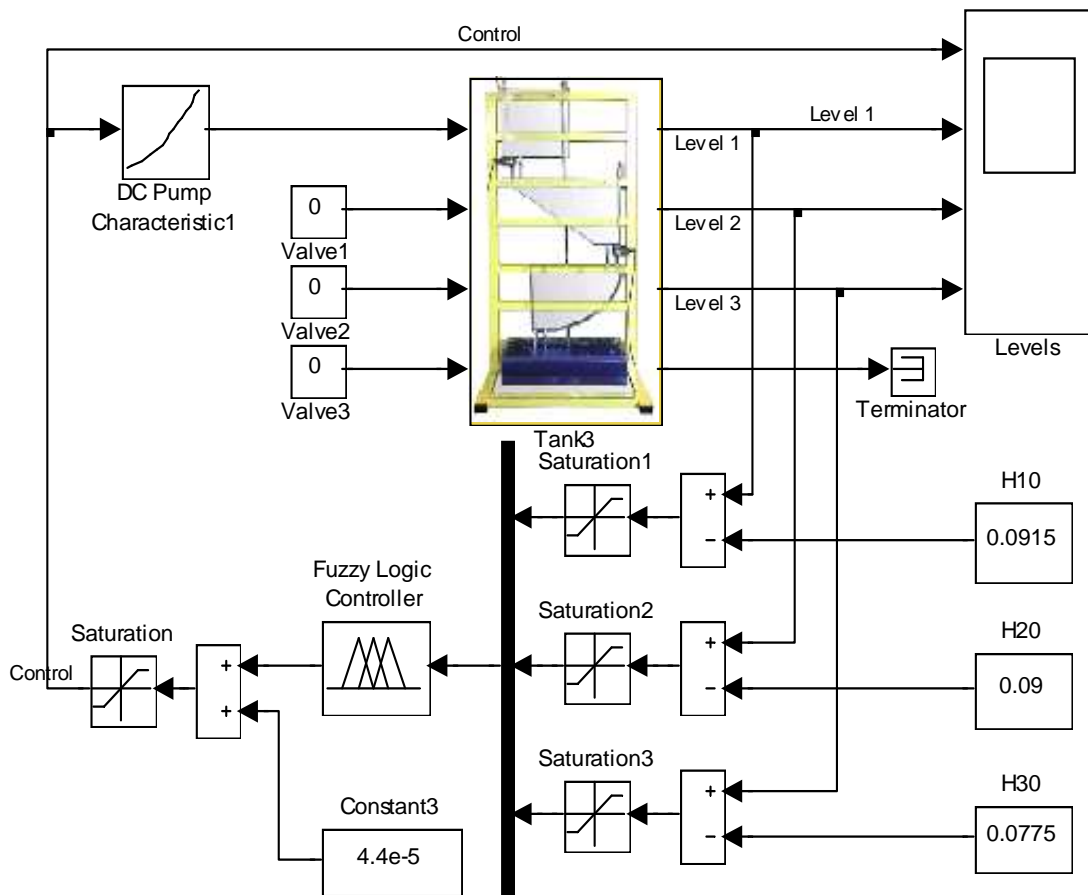 Control
DC Pump
Characteristic1
Level 1
Level 1
0
Valve1
Level 2
0
Valve2
Level 3
0
Valve3
Levels
Terminator
Tank3
Saturation1
+
−
H10
0.0915
Fuzzy Logic
Controller
Saturation2
+
−
H20
0.09
Saturation
Control
+
+
Saturation3
+
−
H30
0.0775
Constant3
4.4e-5